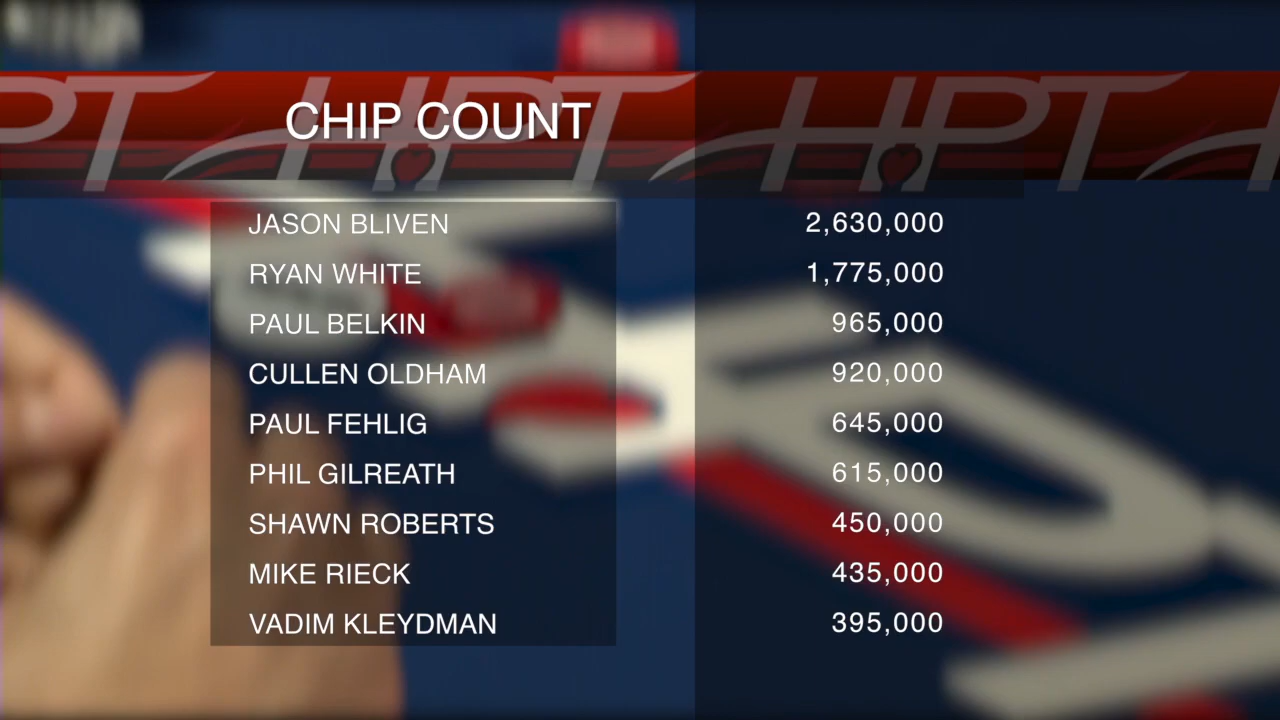 HPT
CHIP COUNT
JASON BLIVEN 2,630,000
RYAN WHITE 1,775,000
PAUL BELKIN 965,000
CULLEN OLDHAM 920,000
PAUL FEHLIG 645,000
PHIL GILREATH 615,000
SHAWN ROBERTS 450,000
MIKE RIECK 435,000
VADIM KLEYDMAN 395,000